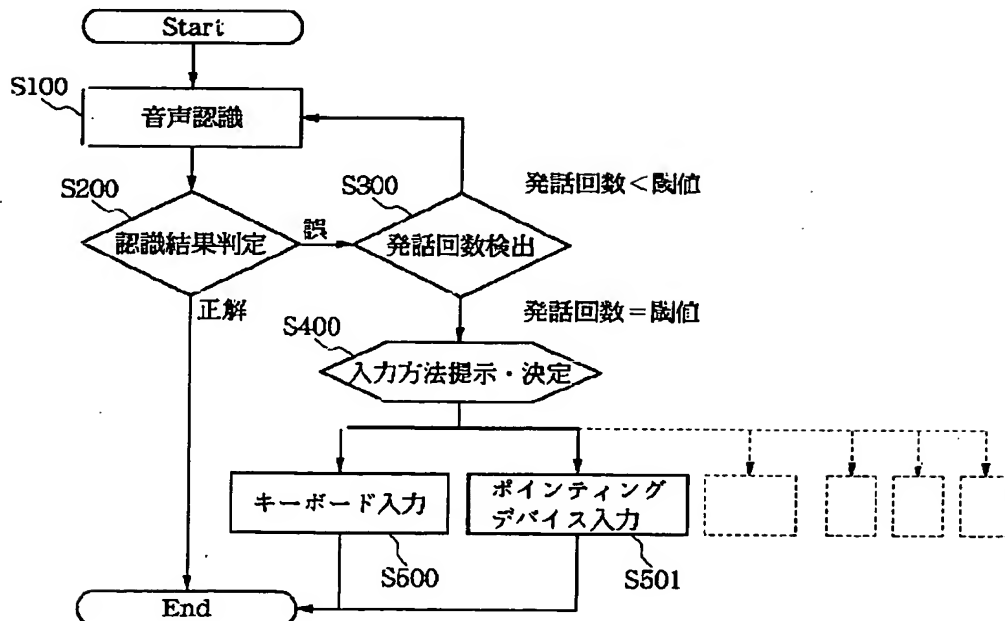 Start
S100
音声認識
S200
S300
発話回数<閾値
認識結果判定
誤
発話回数検出
正解
発話回数=閾値
S400
入力方法提示・決定
キーボード入力
ポインティング
デバイス入力
S500
S501
End